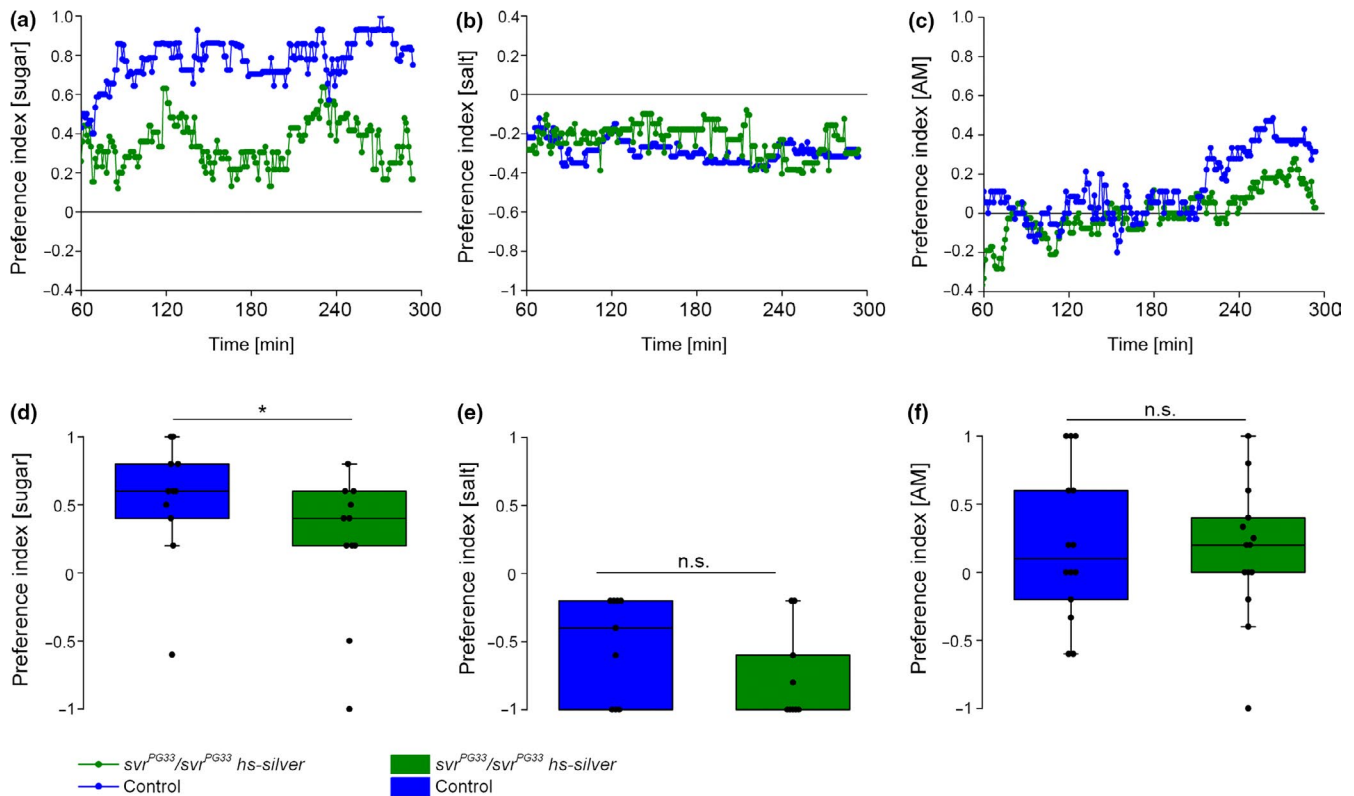 (a)
Preference index [sugar]
1.0
0.8
0.6
0.4
0.2
0
−0.2
−0.4
60 120 180 240 300
Time [min]
(b)
Preference index [salt]
0.4
0.2
0
−0.2
−0.4
−0.6
−0.8
−1
60 120 180 240 300
Time [min]
(c)
Preference index [AM]
1.0
0.8
0.6
0.4
0.2
0
−0.2
−0.4
60 120 180 240 300
Time [min]
(d)
Preference index [sugar]
1
0.5
0
−0.5
−1
*
(e)
Preference index [salt]
1
0.5
0
−0.5
−1
n.s.
(f)
Preference index [AM]
1
0.5
0
−0.5
−1
n.s.
svr^PG33/svr^PG33 hs-silver
Control
svr^PG33/svr^PG33 hs-silver
Control